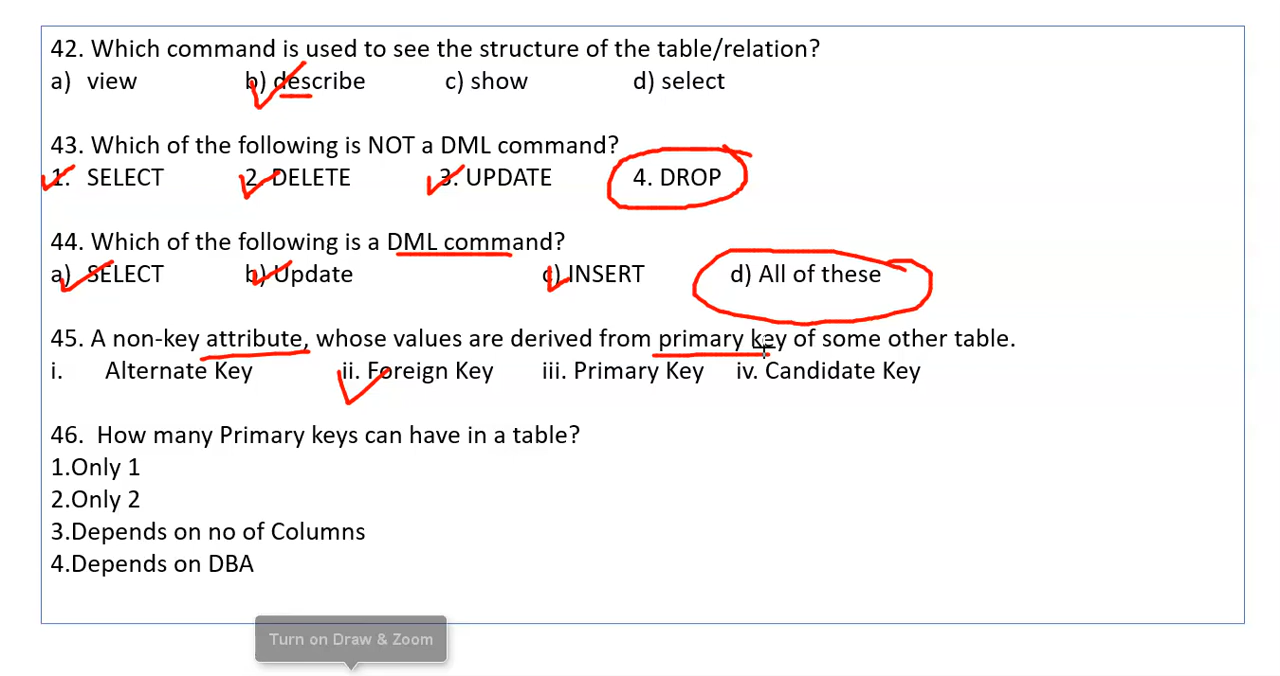 42. Which command is used to see the structure of the table/relation?
a) view b) describe c) show d) select
43. Which of the following is NOT a DML command?
1. SELECT 2. DELETE 3. UPDATE 4. DROP
44. Which of the following is a DML command?
a) SELECT b) Update c) INSERT d) All of these
45. A non-key attribute, whose values are derived from primary key of some other table.
i. Alternate Key ii. Foreign Key iii. Primary Key iv. Candidate Key
46. How many Primary keys can have in a table?
1.Only 1
2.Only 2
3.Depends on no of Columns
4.Depends on DBA
Turn on Draw & Zoom